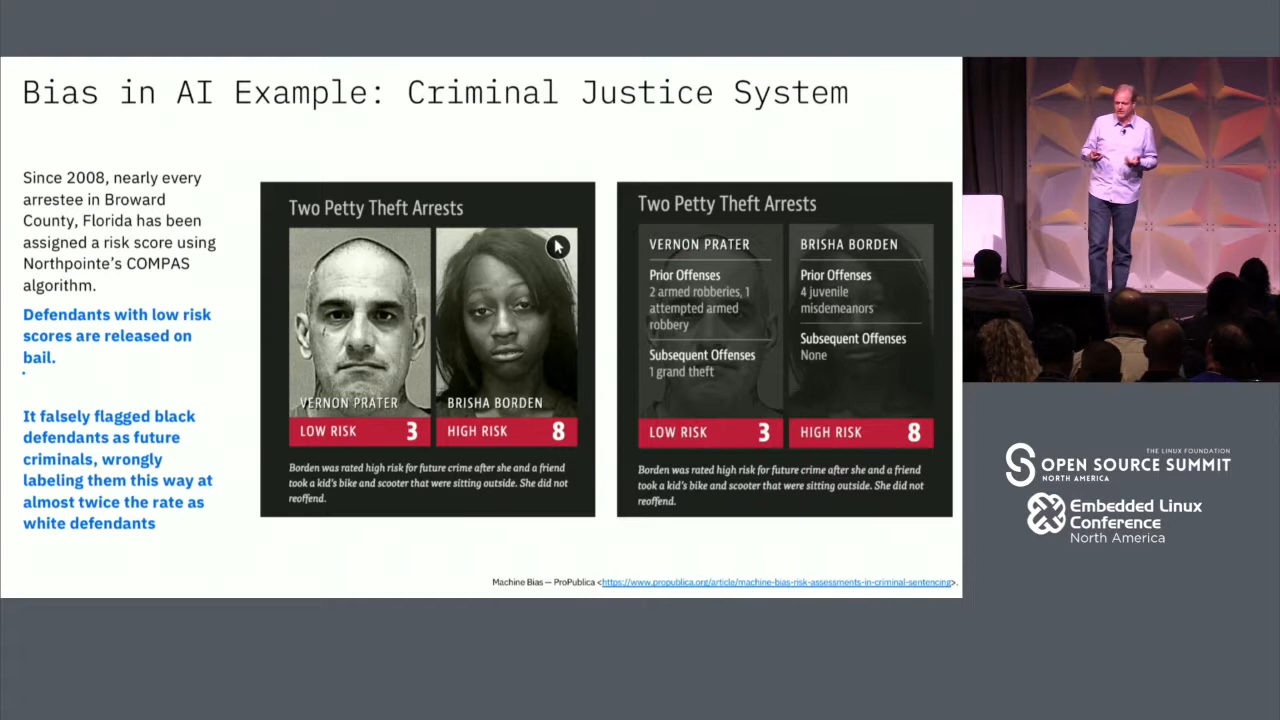 Bias in AI Example: Criminal Justice System
Since 2008, nearly every
arrestee in Broward
County, Florida has been
assigned a risk score using
Northpointe's COMPAS
algorithm.
Defendants with low risk
scores are released on
bail.
It falsely flagged black
defendants as future
criminals, wrongly
labeling them this way at
almost twice the rate as
white defendants
Two Petty Theft Arrests
VERNON PRATER
BRISHA BORDEN
LOW RISK 3
HIGH RISK 8
Borden was rated high risk for future crime after she and a friend
took a kid's bike and scooter that were sitting outside. She did not
reoffend.
Two Petty Theft Arrests
VERNON PRATER
Prior Offenses
2 armed robberies, 1
attempted armed
robbery
Subsequent Offenses
1 grand theft
LOW RISK 3
BRISHA BORDEN
Prior Offenses
4 juvenile
misdemeanors
Subsequent Offenses
None
HIGH RISK 8
Borden was rated high risk for future crime after she and a friend
took a kid's bike and scooter that were sitting outside. She did not
reoffend.
Machine Bias — ProPublica <https://www.propublica.org/article/machine-bias-risk-assessments-in-criminal-sentencing>.
THE LINUX FOUNDATION
OPEN SOURCE SUMMIT
NORTH AMERICA
Embedded Linux
Conference
North America